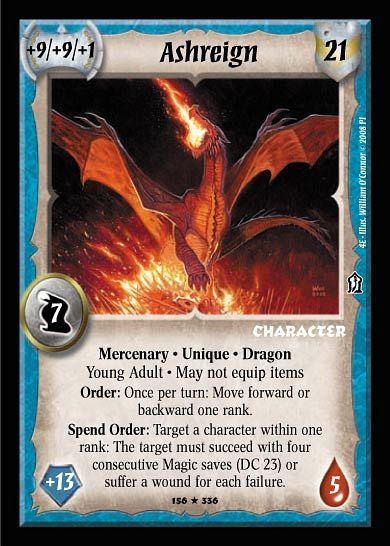 +9/+9/+1
Ashreign
21
4E • Illus. William O'Connor © 2008 PI
7
CHARACTER
Mercenary • Unique • Dragon
Young Adult • May not equip items
Order: Once per turn: Move forward or
backward one rank.
Spend Order: Target a character within one
rank: The target must succeed with four
consecutive Magic saves (DC 23) or
suffer a wound for each failure.
+13
5
156 ★ 336